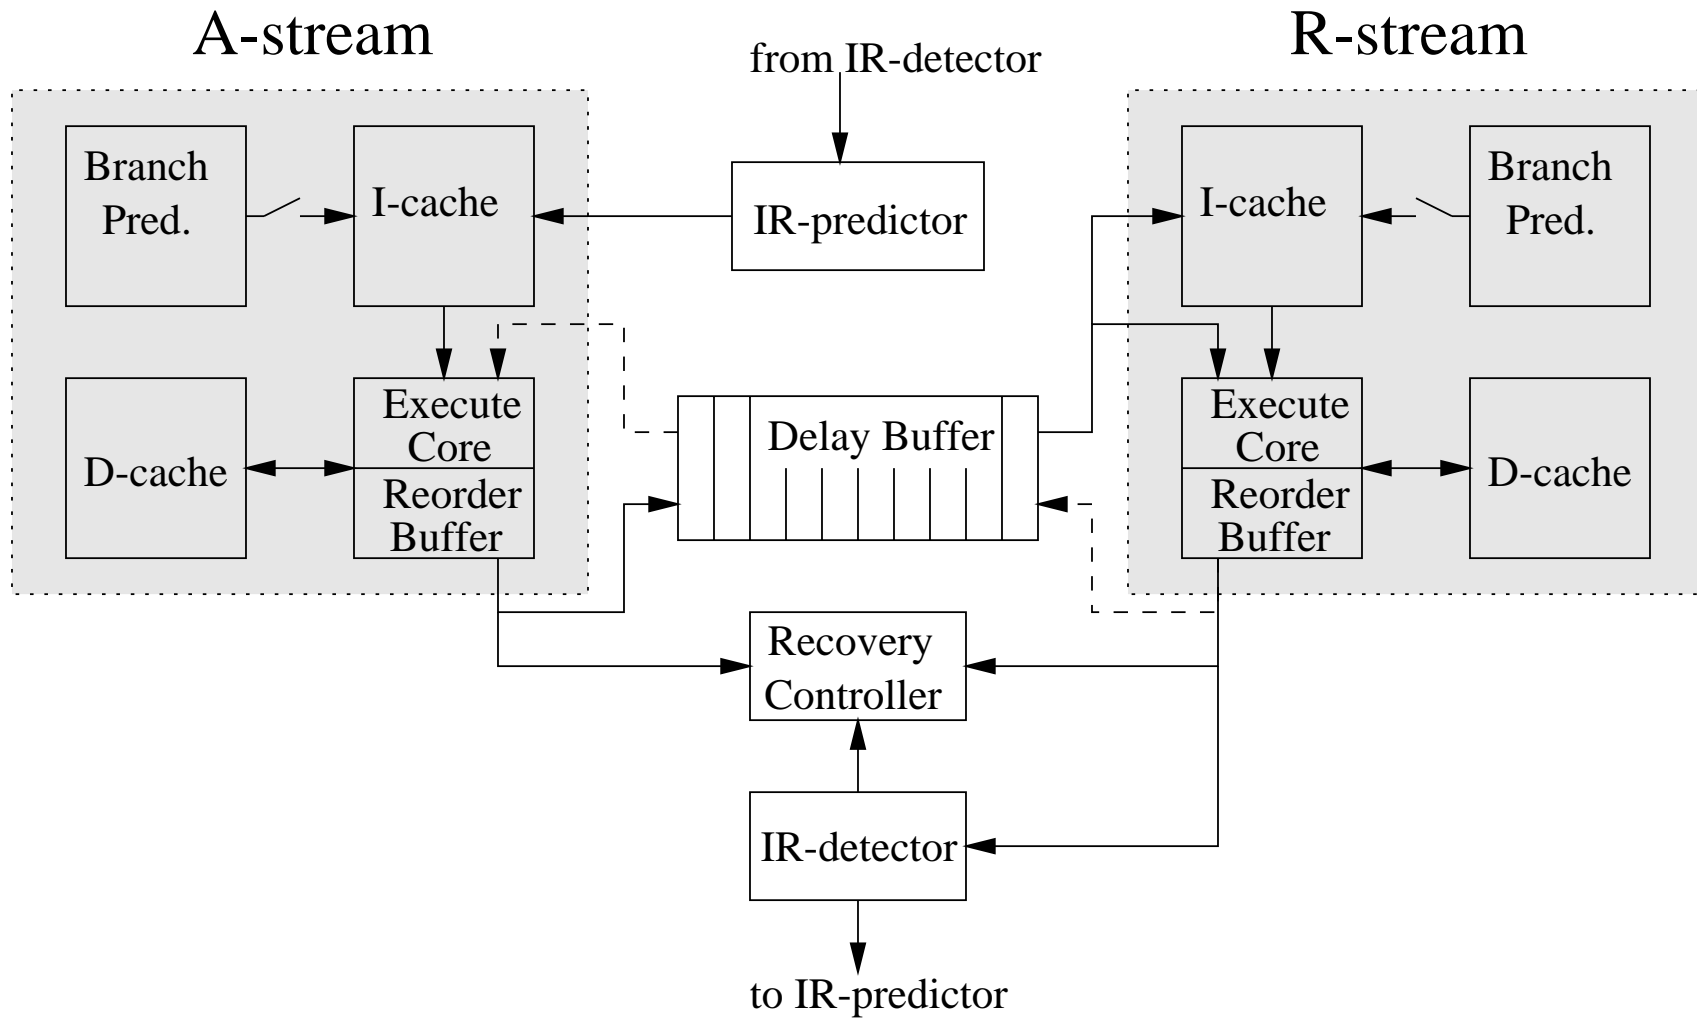 A-stream
from IR-detector
R-stream
Branch
Pred.
I-cache
IR-predictor
I-cache
Branch
Pred.
D-cache
Execute
Core
Reorder
Buffer
Delay Buffer
Execute
Core
Reorder
Buffer
D-cache
Recovery
Controller
IR-detector
to IR-predictor